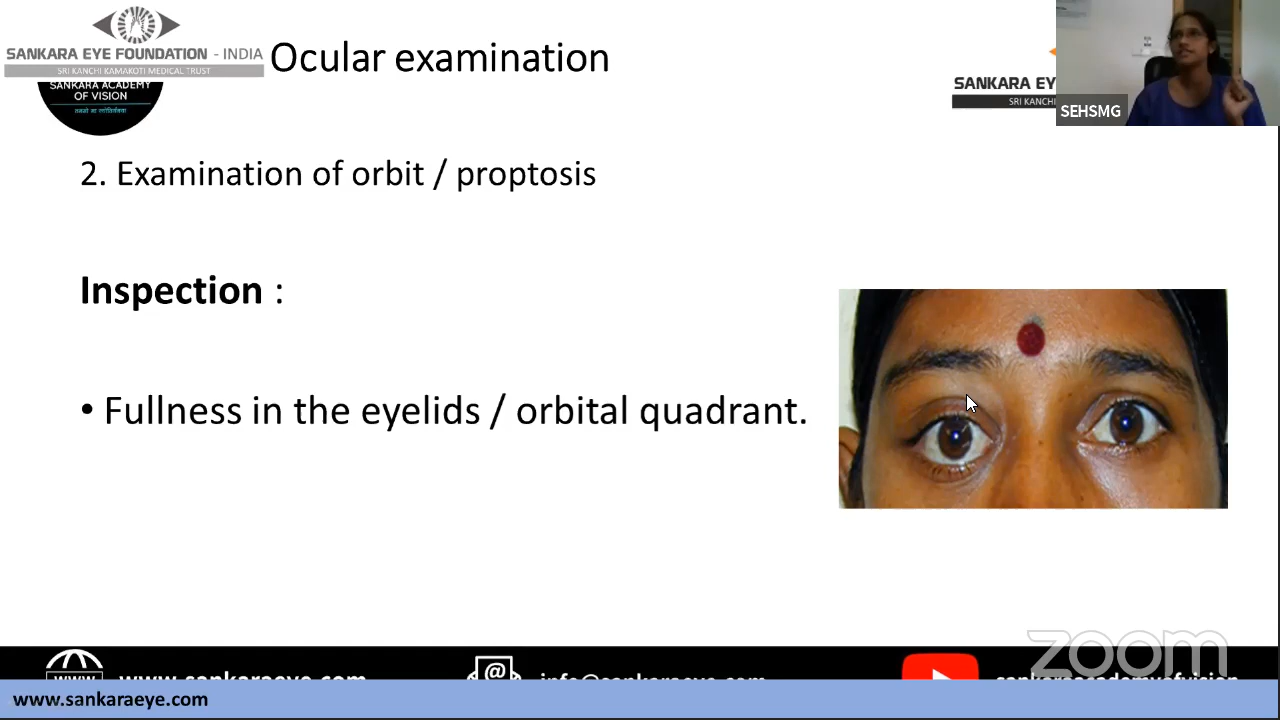 SANKARA EYE FOUNDATION - INDIA
SRI KANCHI KAMAKOTI MEDICAL TRUST
SANKARA ACADEMY
OF VISION
Ocular examination
SANKARA EY
SRI KANCHI
SEHSMG
2. Examination of orbit / proptosis
Inspection :
• Fullness in the eyelids / orbital quadrant.
zoom
www
www.sankaraeye.com
@
info@sankaraeye.com
sankaraacademyofvision
www.sankaraeye.com